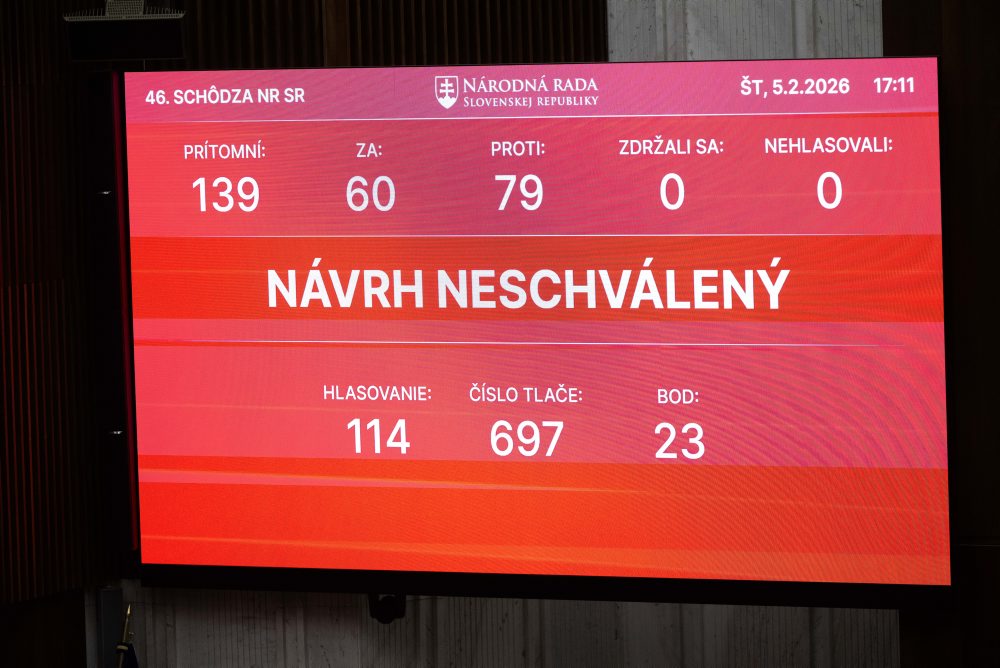 46. SCHÔDZA NR SR
NÁRODNÁ RADA
SLOVENSKEJ REPUBLIKY
ŠT, 5.2.2026 17:11
PRÍTOMNÍ: ZA: PROTI: ZDRŽALI SA: NEHLASOVALI:
139 60 79 0 0
NÁVRH NESCHVÁLENÝ
HLASOVANIE: ČÍSLO TLAČE: BOD:
114 697 23